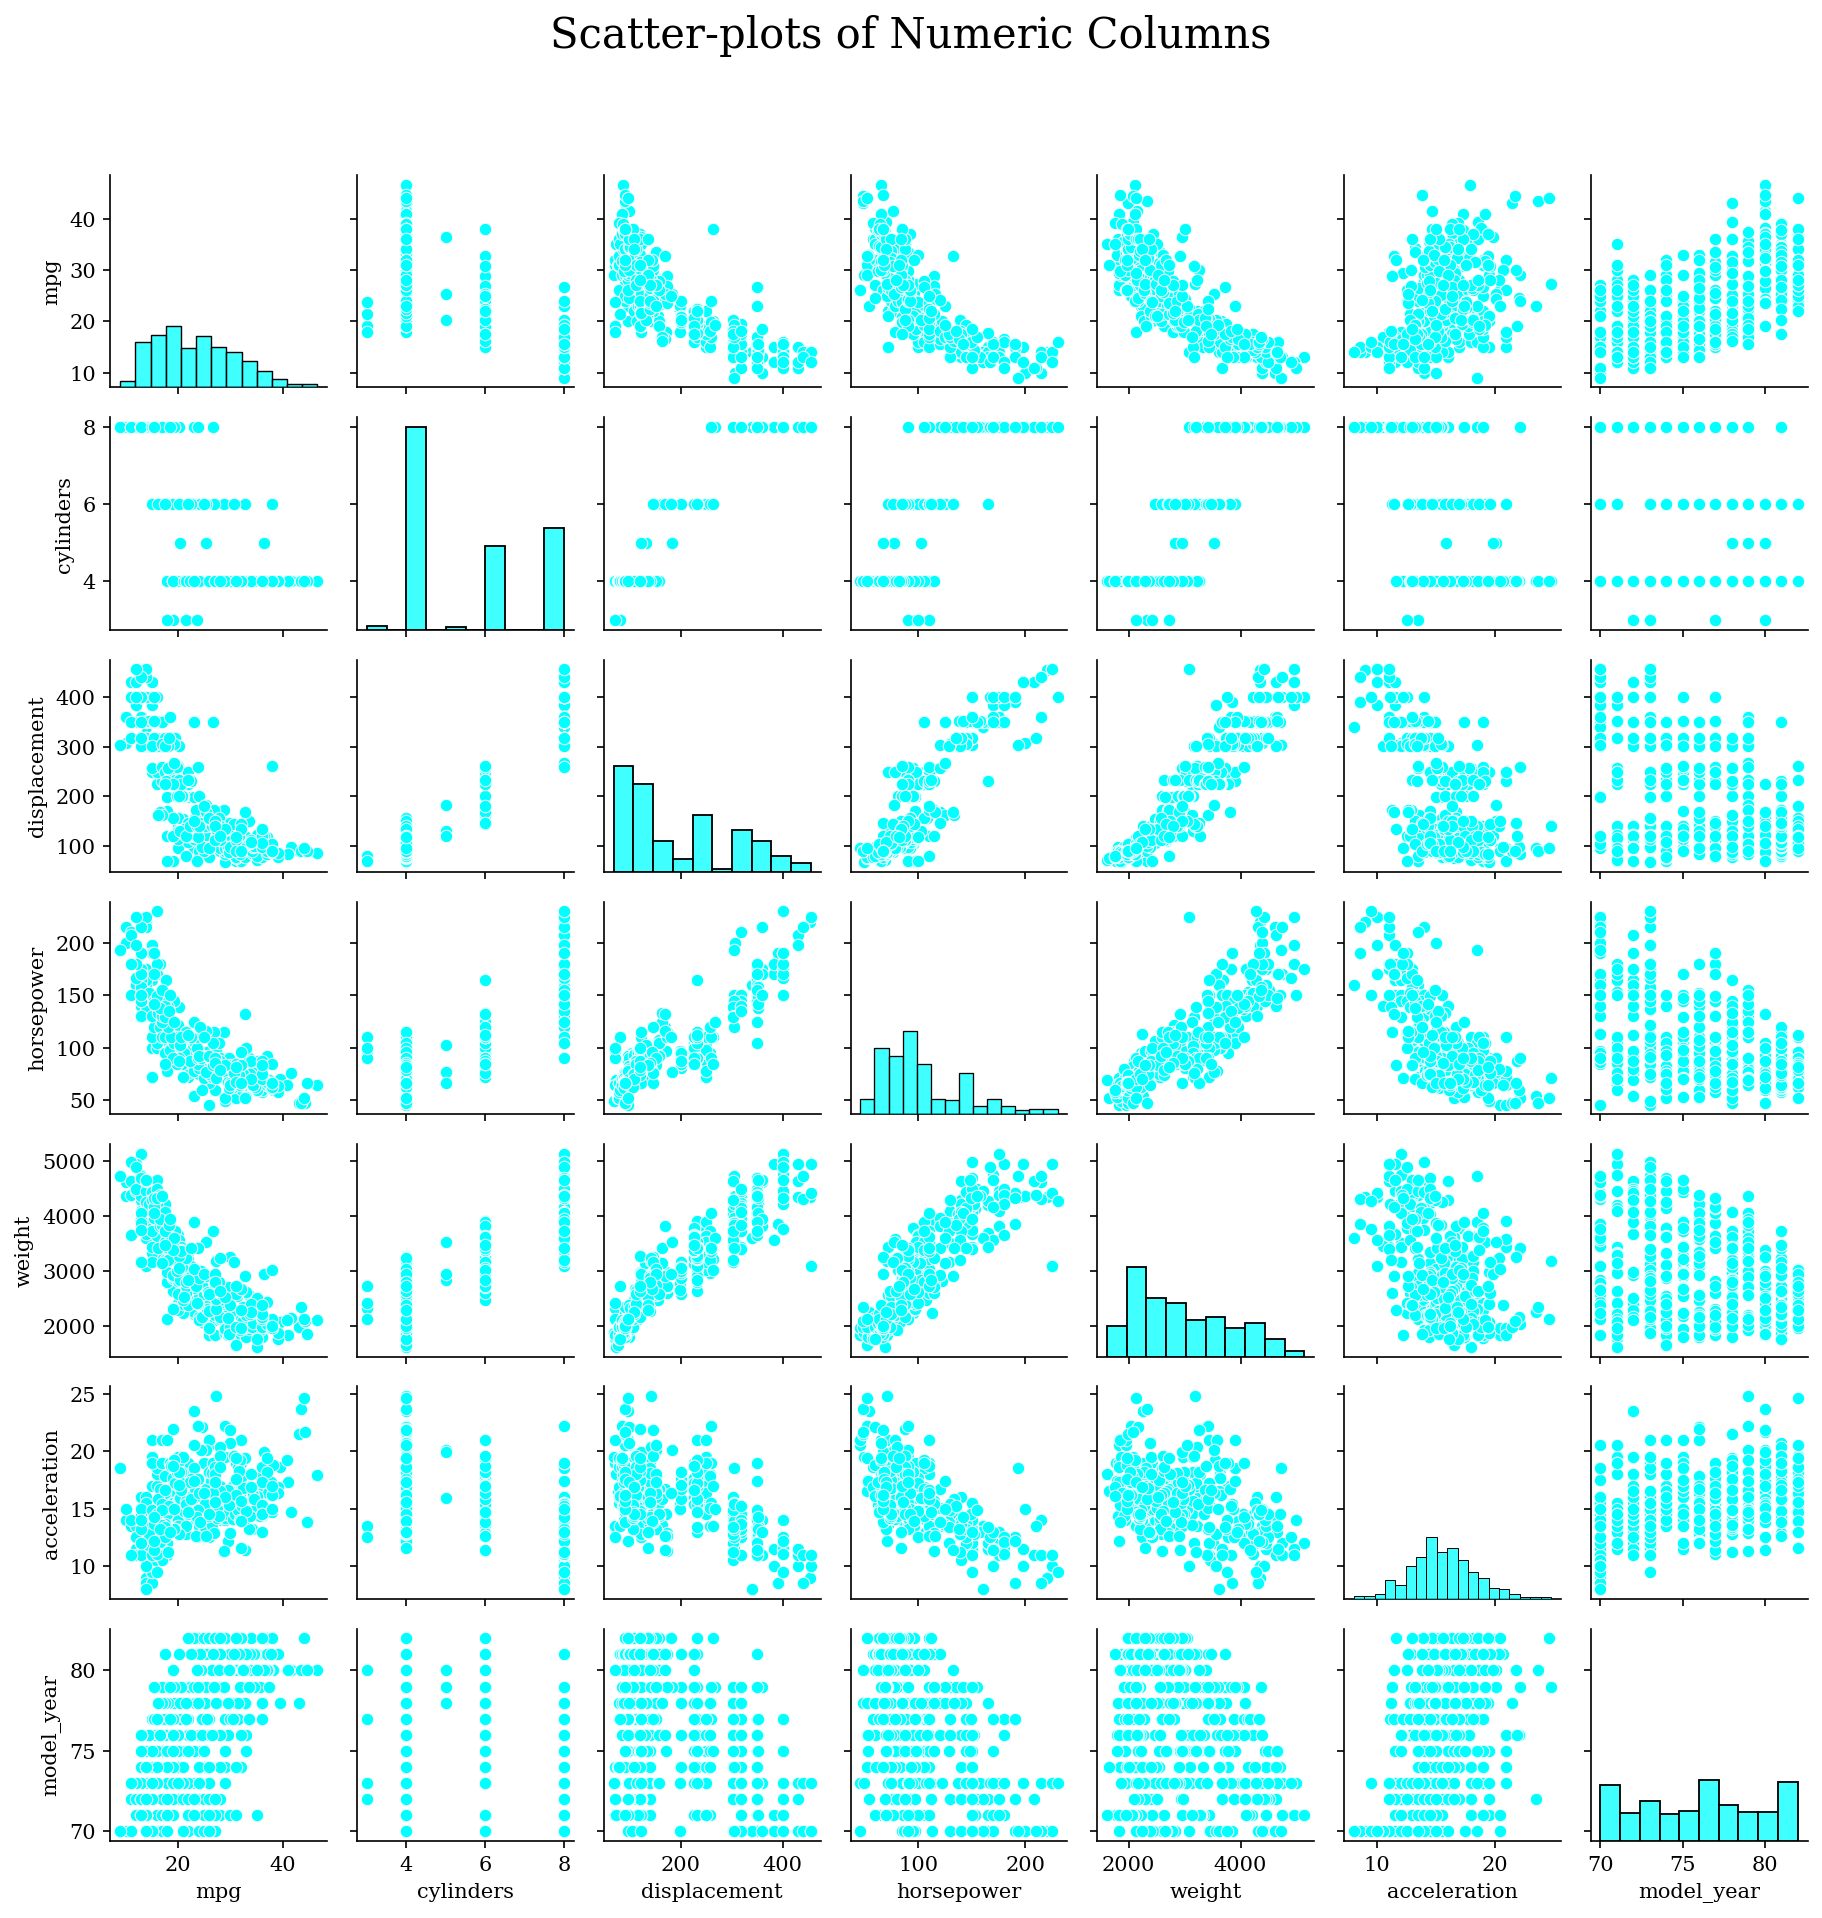 Scatter-plots of Numeric Columns
mpg
40
30
20
10
cylinders
8
6
4
displacement
400
300
200
100
horsepower
200
150
100
50
weight
5000
4000
3000
2000
acceleration
25
20
15
10
model_year
80
75
70
20 40 4 6 8 200 400 100 200 2000 4000 10 20 70 75 80
mpg cylinders displacement horsepower weight acceleration model_year